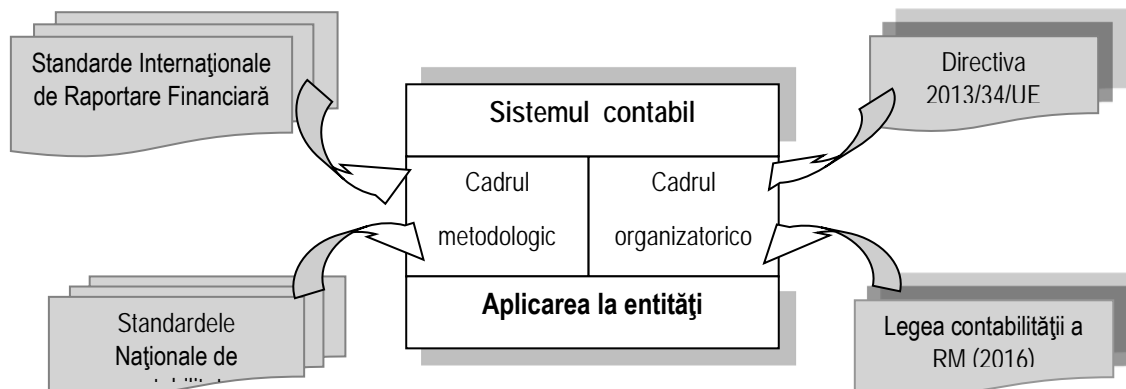 Standarde Internaţionale
de Raportare Financiară
Directiva
2013/34/UE
Sistemul contabil
Cadrul
metodologic
Cadrul
organizatorico
Aplicarea la entităţi
Standardele
Naţionale de
Legea contabilităţii a
RM (2016)